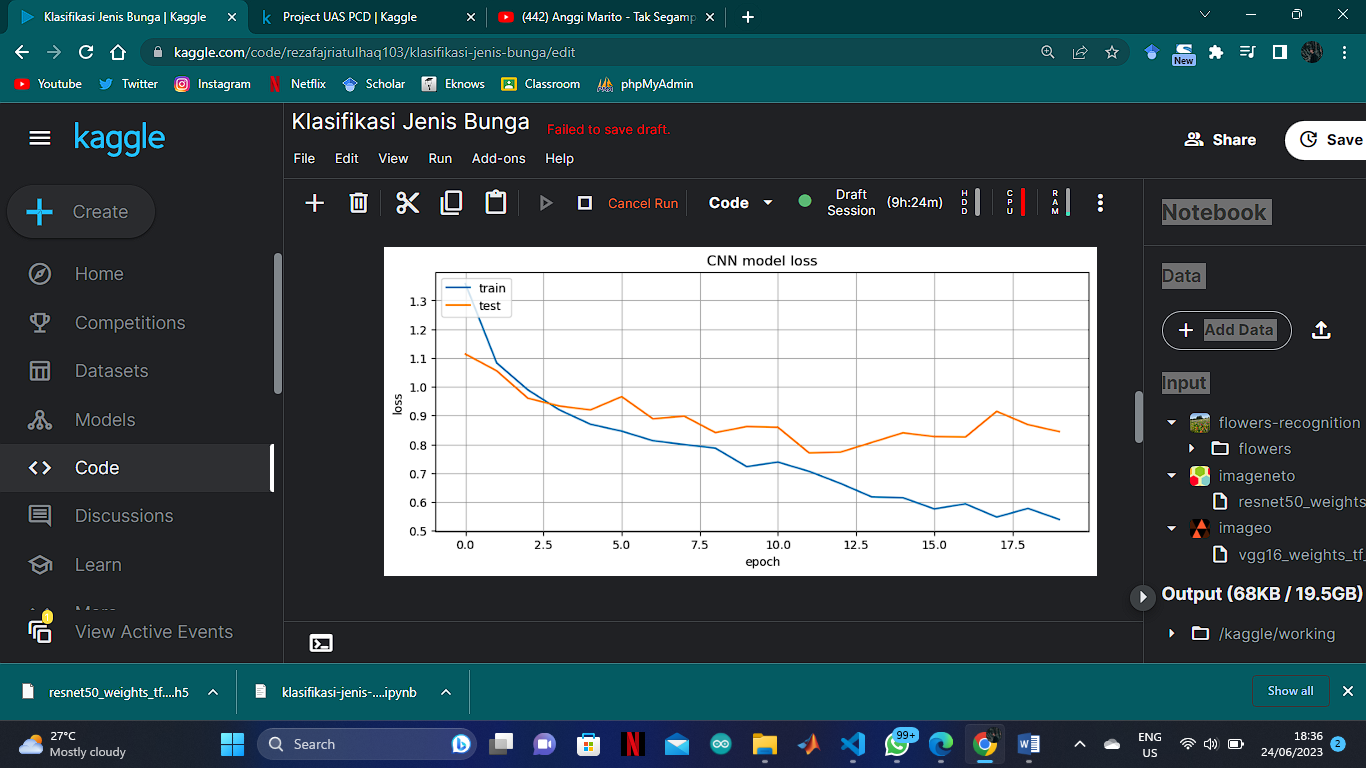 Klasifikasi Jenis Bunga | Kaggle
Project UAS PCD | Kaggle
(442) Anggi Marito - Tak Segamp
kaggle.com/code/rezafajriatulhaq103/klasifikasi-jenis-bunga/edit
New
Youtube
Twitter
Instagram
Netflix
Scholar
Eknows
Classroom
phpMyAdmin
kaggle
Klasifikasi Jenis Bunga
Failed to save draft.
Share
Save
File Edit View Run Add-ons Help
Create
Cancel Run
Code
Draft
Session
(9h:24m)
HDD
CPU
RAM
Notebook
Home
Competitions
Datasets
Models
Code
Discussions
Learn
More
View Active Events
1
CNN model loss
train
test
1.3
1.2
1.1
1.0
0.9
0.8
0.7
0.6
0.5
loss
0.0 2.5 5.0 7.5 10.0 12.5 15.0 17.5
epoch
Data
Add Data
Input
flowers-recognition
flowers
imageneto
resnet50_weights
imageo
vgg16_weights_tf_
Output (68KB / 19.5GB)
/kaggle/working
resnet50_weights_tf....h5
klasifikasi-jenis-....ipynb
Show all
27°C
Mostly cloudy
Search
99+
ENG
US
18:36
24/06/2023
2